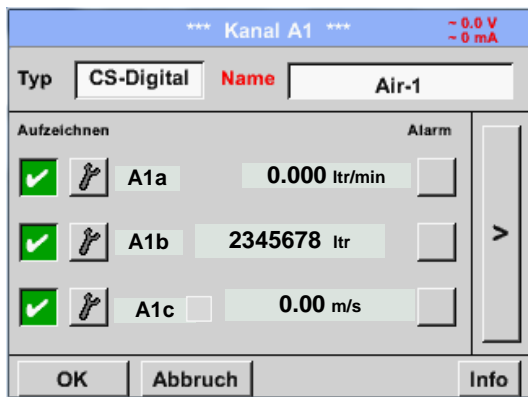 *** Kanal A1 ***
~ 0.0 V
~ 0 mA
Typ CS-Digital Name Air-1
Aufzeichnen Alarm
A1a 0.000 ltr/min
A1b 2345678 ltr
>
A1c 0.00 m/s
OK Abbruch Info